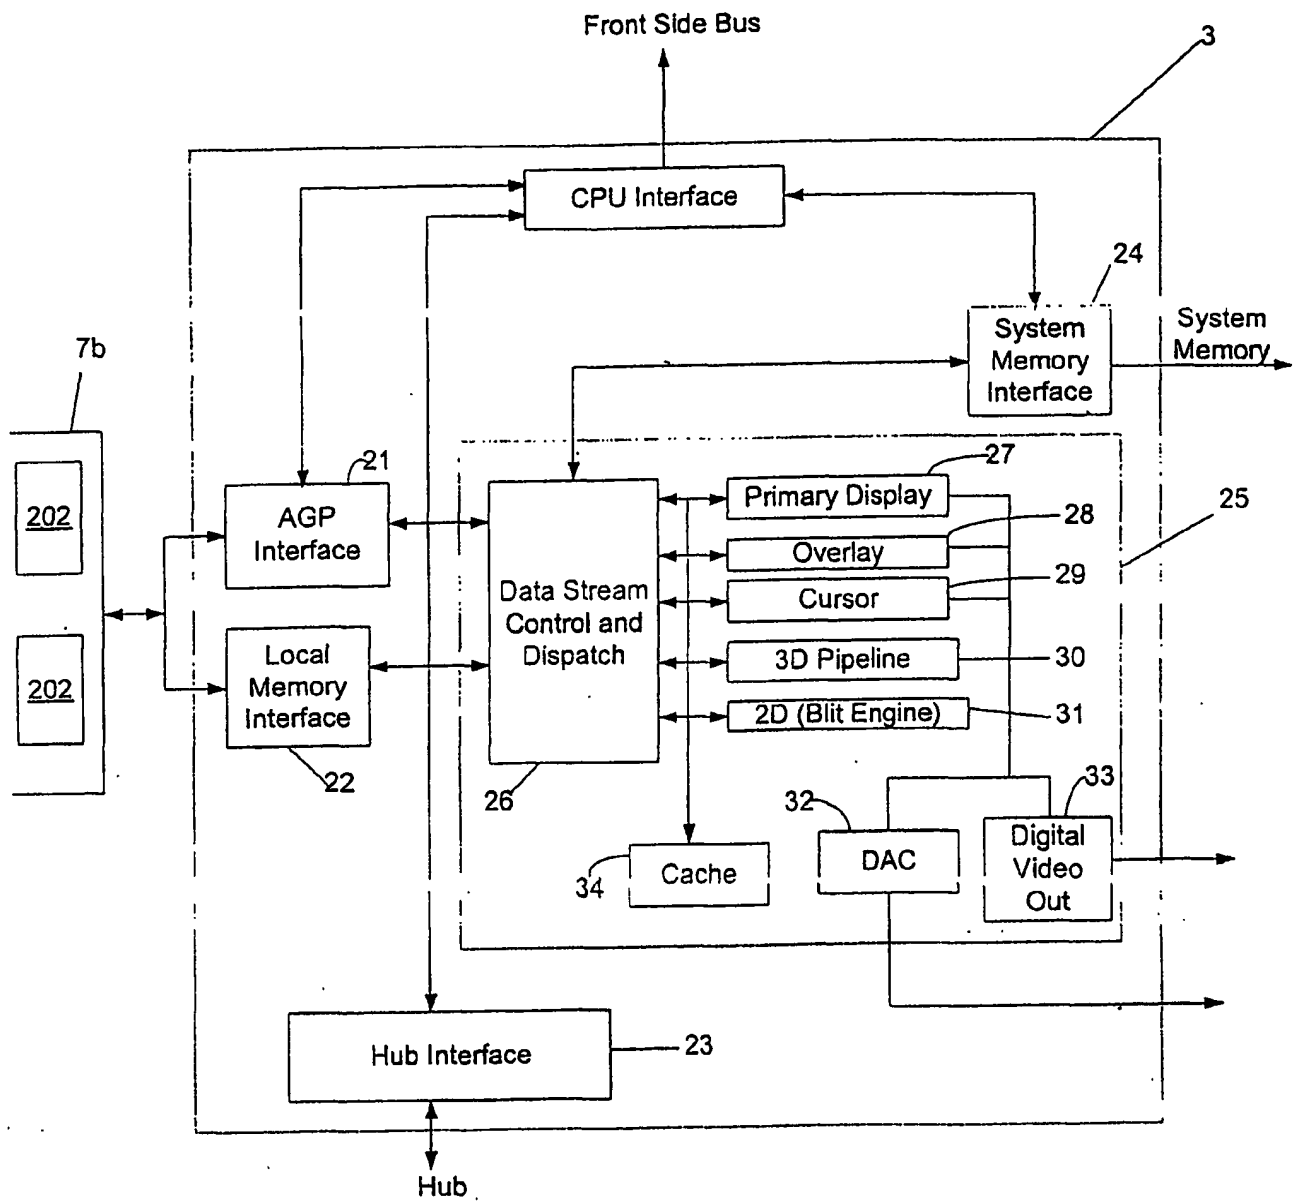 Front Side Bus
3
CPU Interface
24
System
Memory
Interface
System
Memory
7b
202
202
21
AGP
Interface
Local
Memory
Interface
22
25
Data Stream
Control and
Dispatch
26
27
Primary Display
28
Overlay
29
Cursor
3D Pipeline
30
2D (Blit Engine)
31
32
DAC
33
Digital
Video
Out
34
Cache
Hub Interface
23
Hub